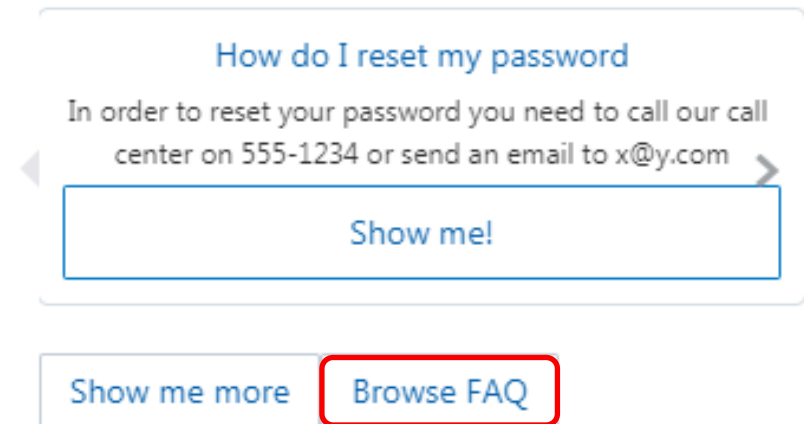 How do I reset my password
In order to reset your password you need to call our call
center on 555-1234 or send an email to x@y.com
Show me!
Show me more
Browse FAQ